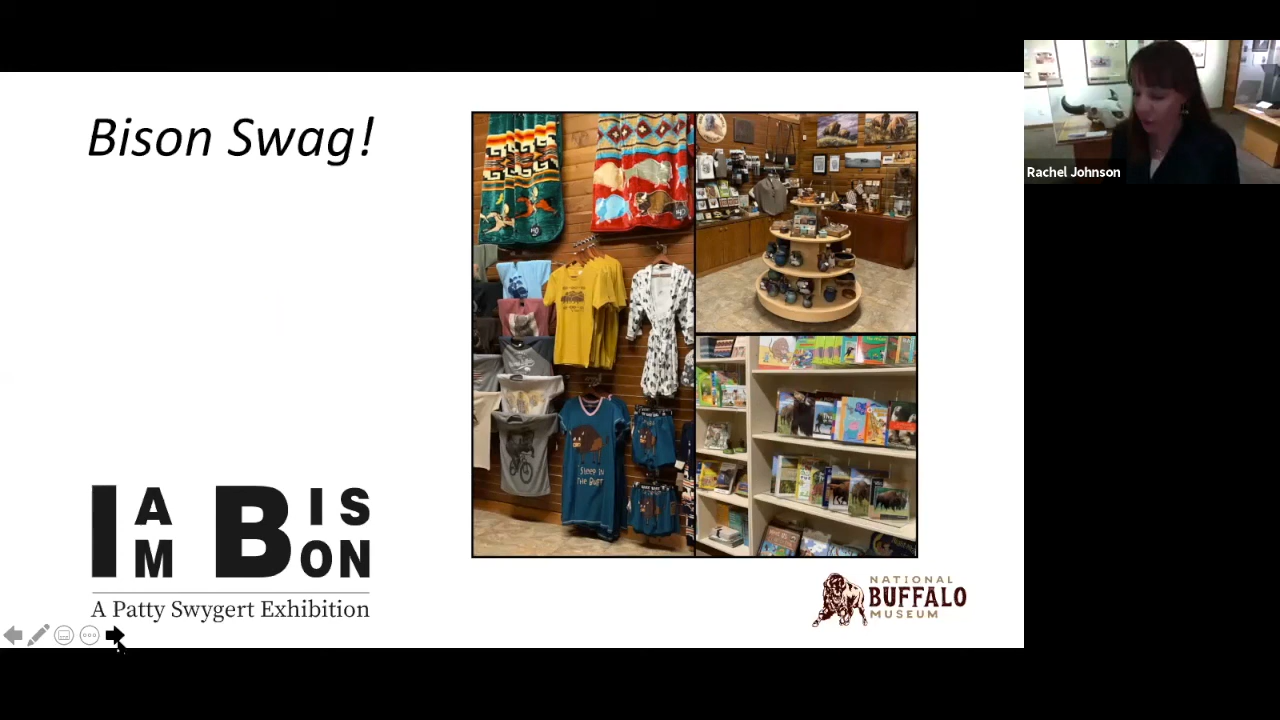 Bison Swag!
Rachel Johnson
Sleep in
the Buff
I AM BISON
A Patty Swygert Exhibition
NATIONAL
BUFFALO
MUSEUM